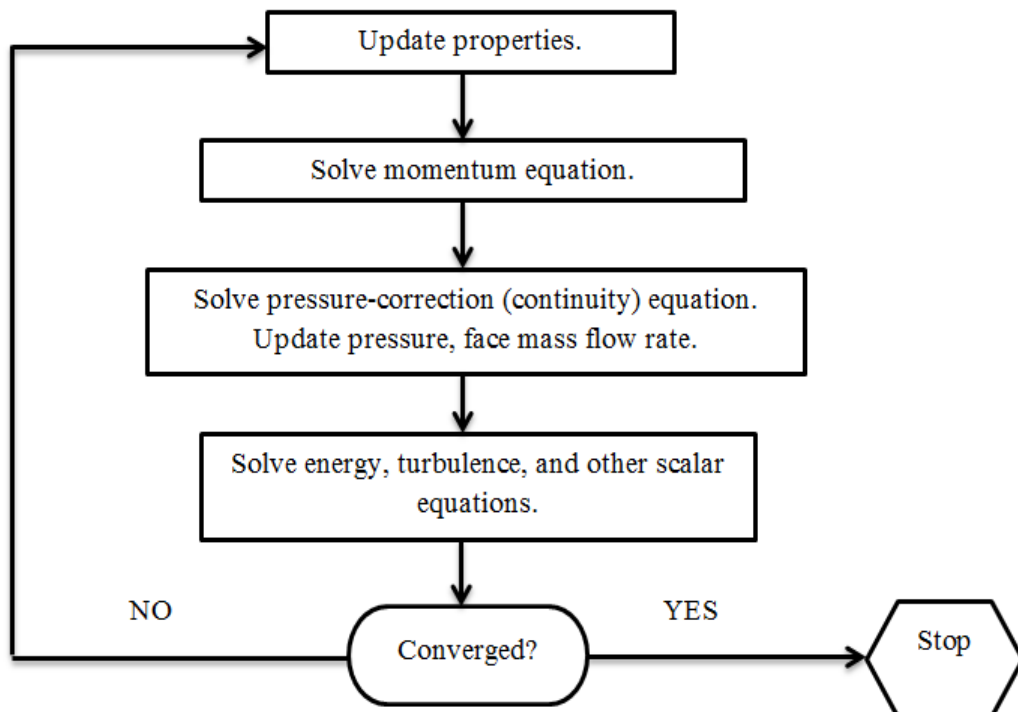 Update properties.
Solve momentum equation.
Solve pressure-correction (continuity) equation.
Update pressure, face mass flow rate.
Solve energy, turbulence, and other scalar
equations.
NO
YES
Converged?
Stop